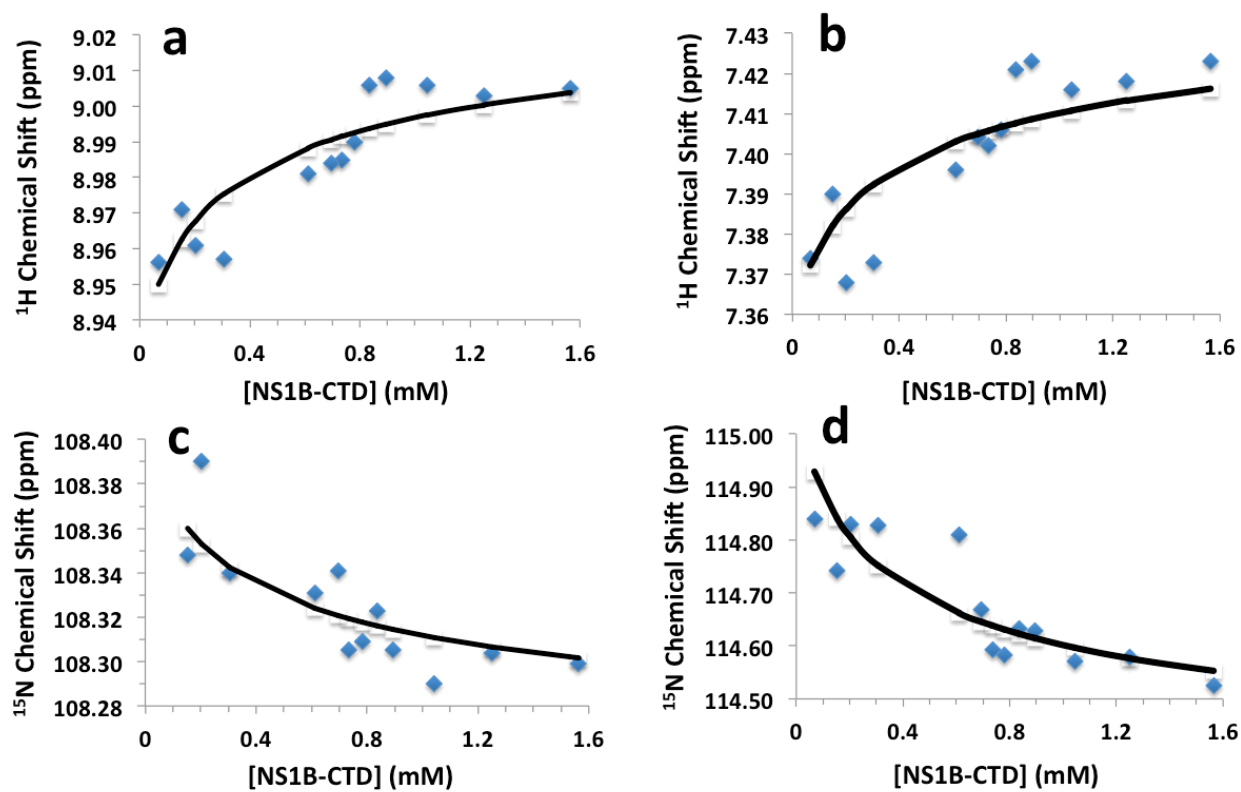 a
¹H Chemical Shift (ppm)
9.02
9.01
9.00
8.99
8.98
8.97
8.96
8.95
8.94
0 0.4 0.8 1.2 1.6
[NS1B-CTD] (mM)
b
¹H Chemical Shift (ppm)
7.43
7.42
7.41
7.40
7.39
7.38
7.37
7.36
0 0.4 0.8 1.2 1.6
[NS1B-CTD] (mM)
c
¹⁵N Chemical Shift (ppm)
108.40
108.38
108.36
108.34
108.32
108.30
108.28
0 0.4 0.8 1.2 1.6
[NS1B-CTD] (mM)
d
¹⁵N Chemical Shift (ppm)
115.00
114.90
114.80
114.70
114.60
114.50
0 0.4 0.8 1.2 1.6
[NS1B-CTD] (mM)